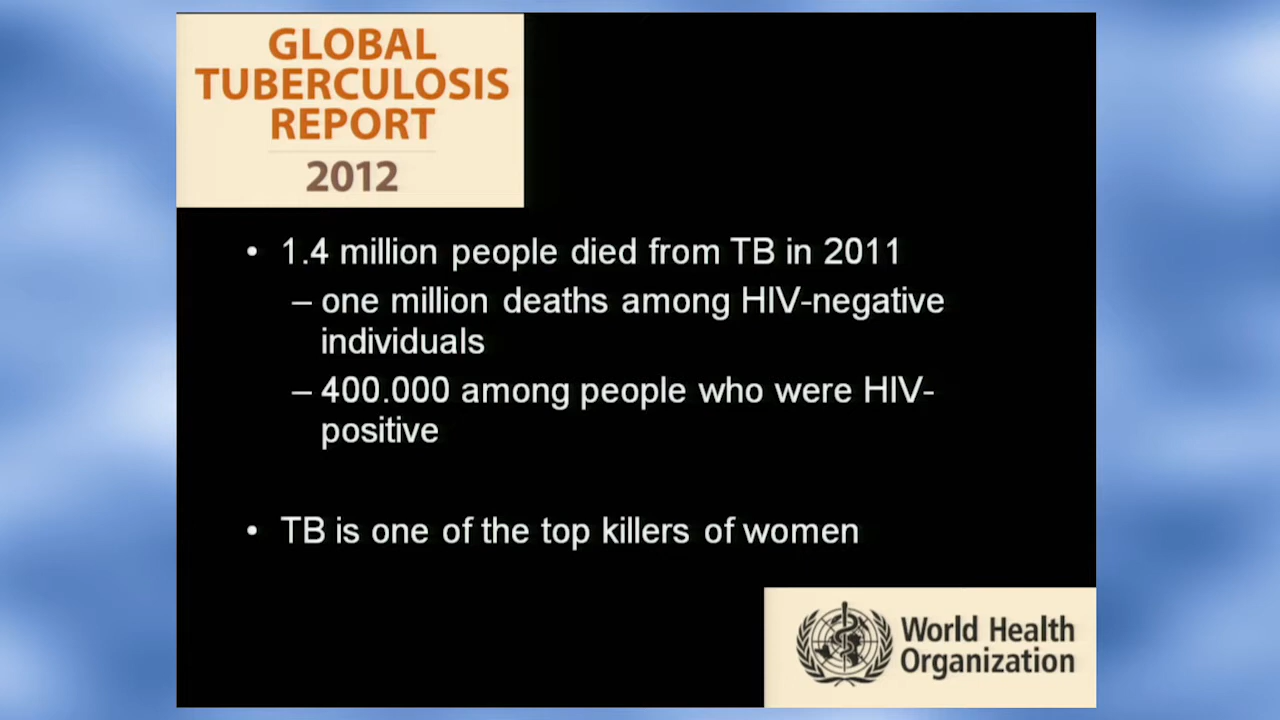 GLOBAL
TUBERCULOSIS
REPORT
2012
• 1.4 million people died from TB in 2011
– one million deaths among HIV-negative
individuals
– 400.000 among people who were HIV-
positive
• TB is one of the top killers of women
World Health
Organization